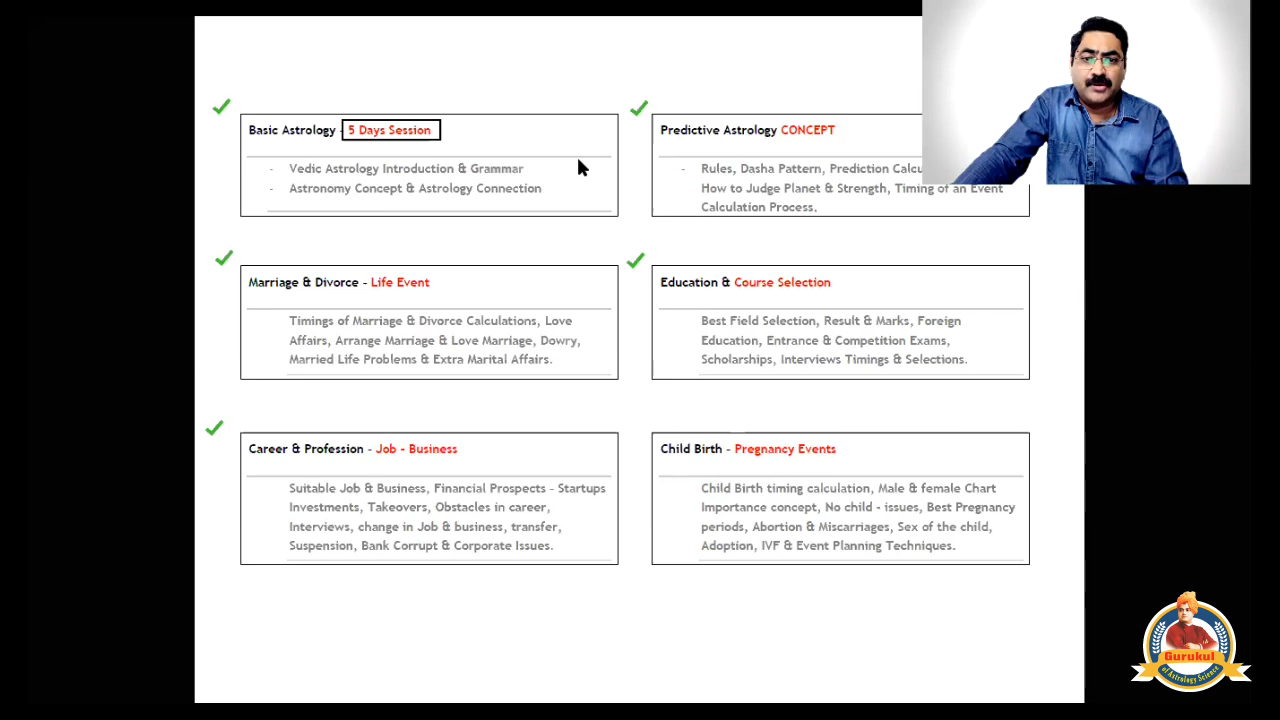 Basic Astrology - 5 Days Session
- Vedic Astrology Introduction & Grammar
- Astronomy Concept & Astrology Connection
Predictive Astrology CONCEPT
- Rules, Dasha Pattern, Prediction
How to Judge Planet & Strength, Timing of an Event
Calculation Process,
Marriage & Divorce - Life Event
Timings of Marriage & Divorce Calculations, Love
Affairs, Arrange Marriage & Love Marriage, Dowry,
Married Life Problems & Extra Marital Affairs.
Education & Course Selection
Best Field Selection, Result & Marks, Foreign
Education, Entrance & Competition Exams,
Scholarships, Interviews Timings & Selections.
Career & Profession - Job - Business
Suitable Job & Business, Financial Prospects - Startups
Investments, Takeovers, Obstacles in career,
Interviews, change in Job & business, transfer,
Suspension, Bank Corrupt & Corporate Issues.
Child Birth - Pregnancy Events
Child Birth timing calculation, Male & female Chart
Importance concept, No child - issues, Best Pregnancy
periods, Abortion & Miscarriages, Sex of the child,
Adoption, IVF & Event Planning Techniques.
Gurukul
of Astrology Science